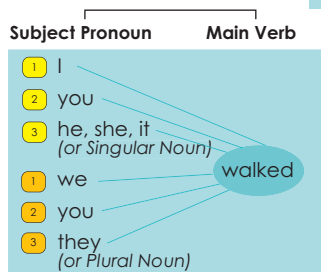 Subject Pronoun Main Verb
1 I
2 you
3 he, she, it
(or Singular Noun)
walked
1 we
2 you
3 they
(or Plural Noun)